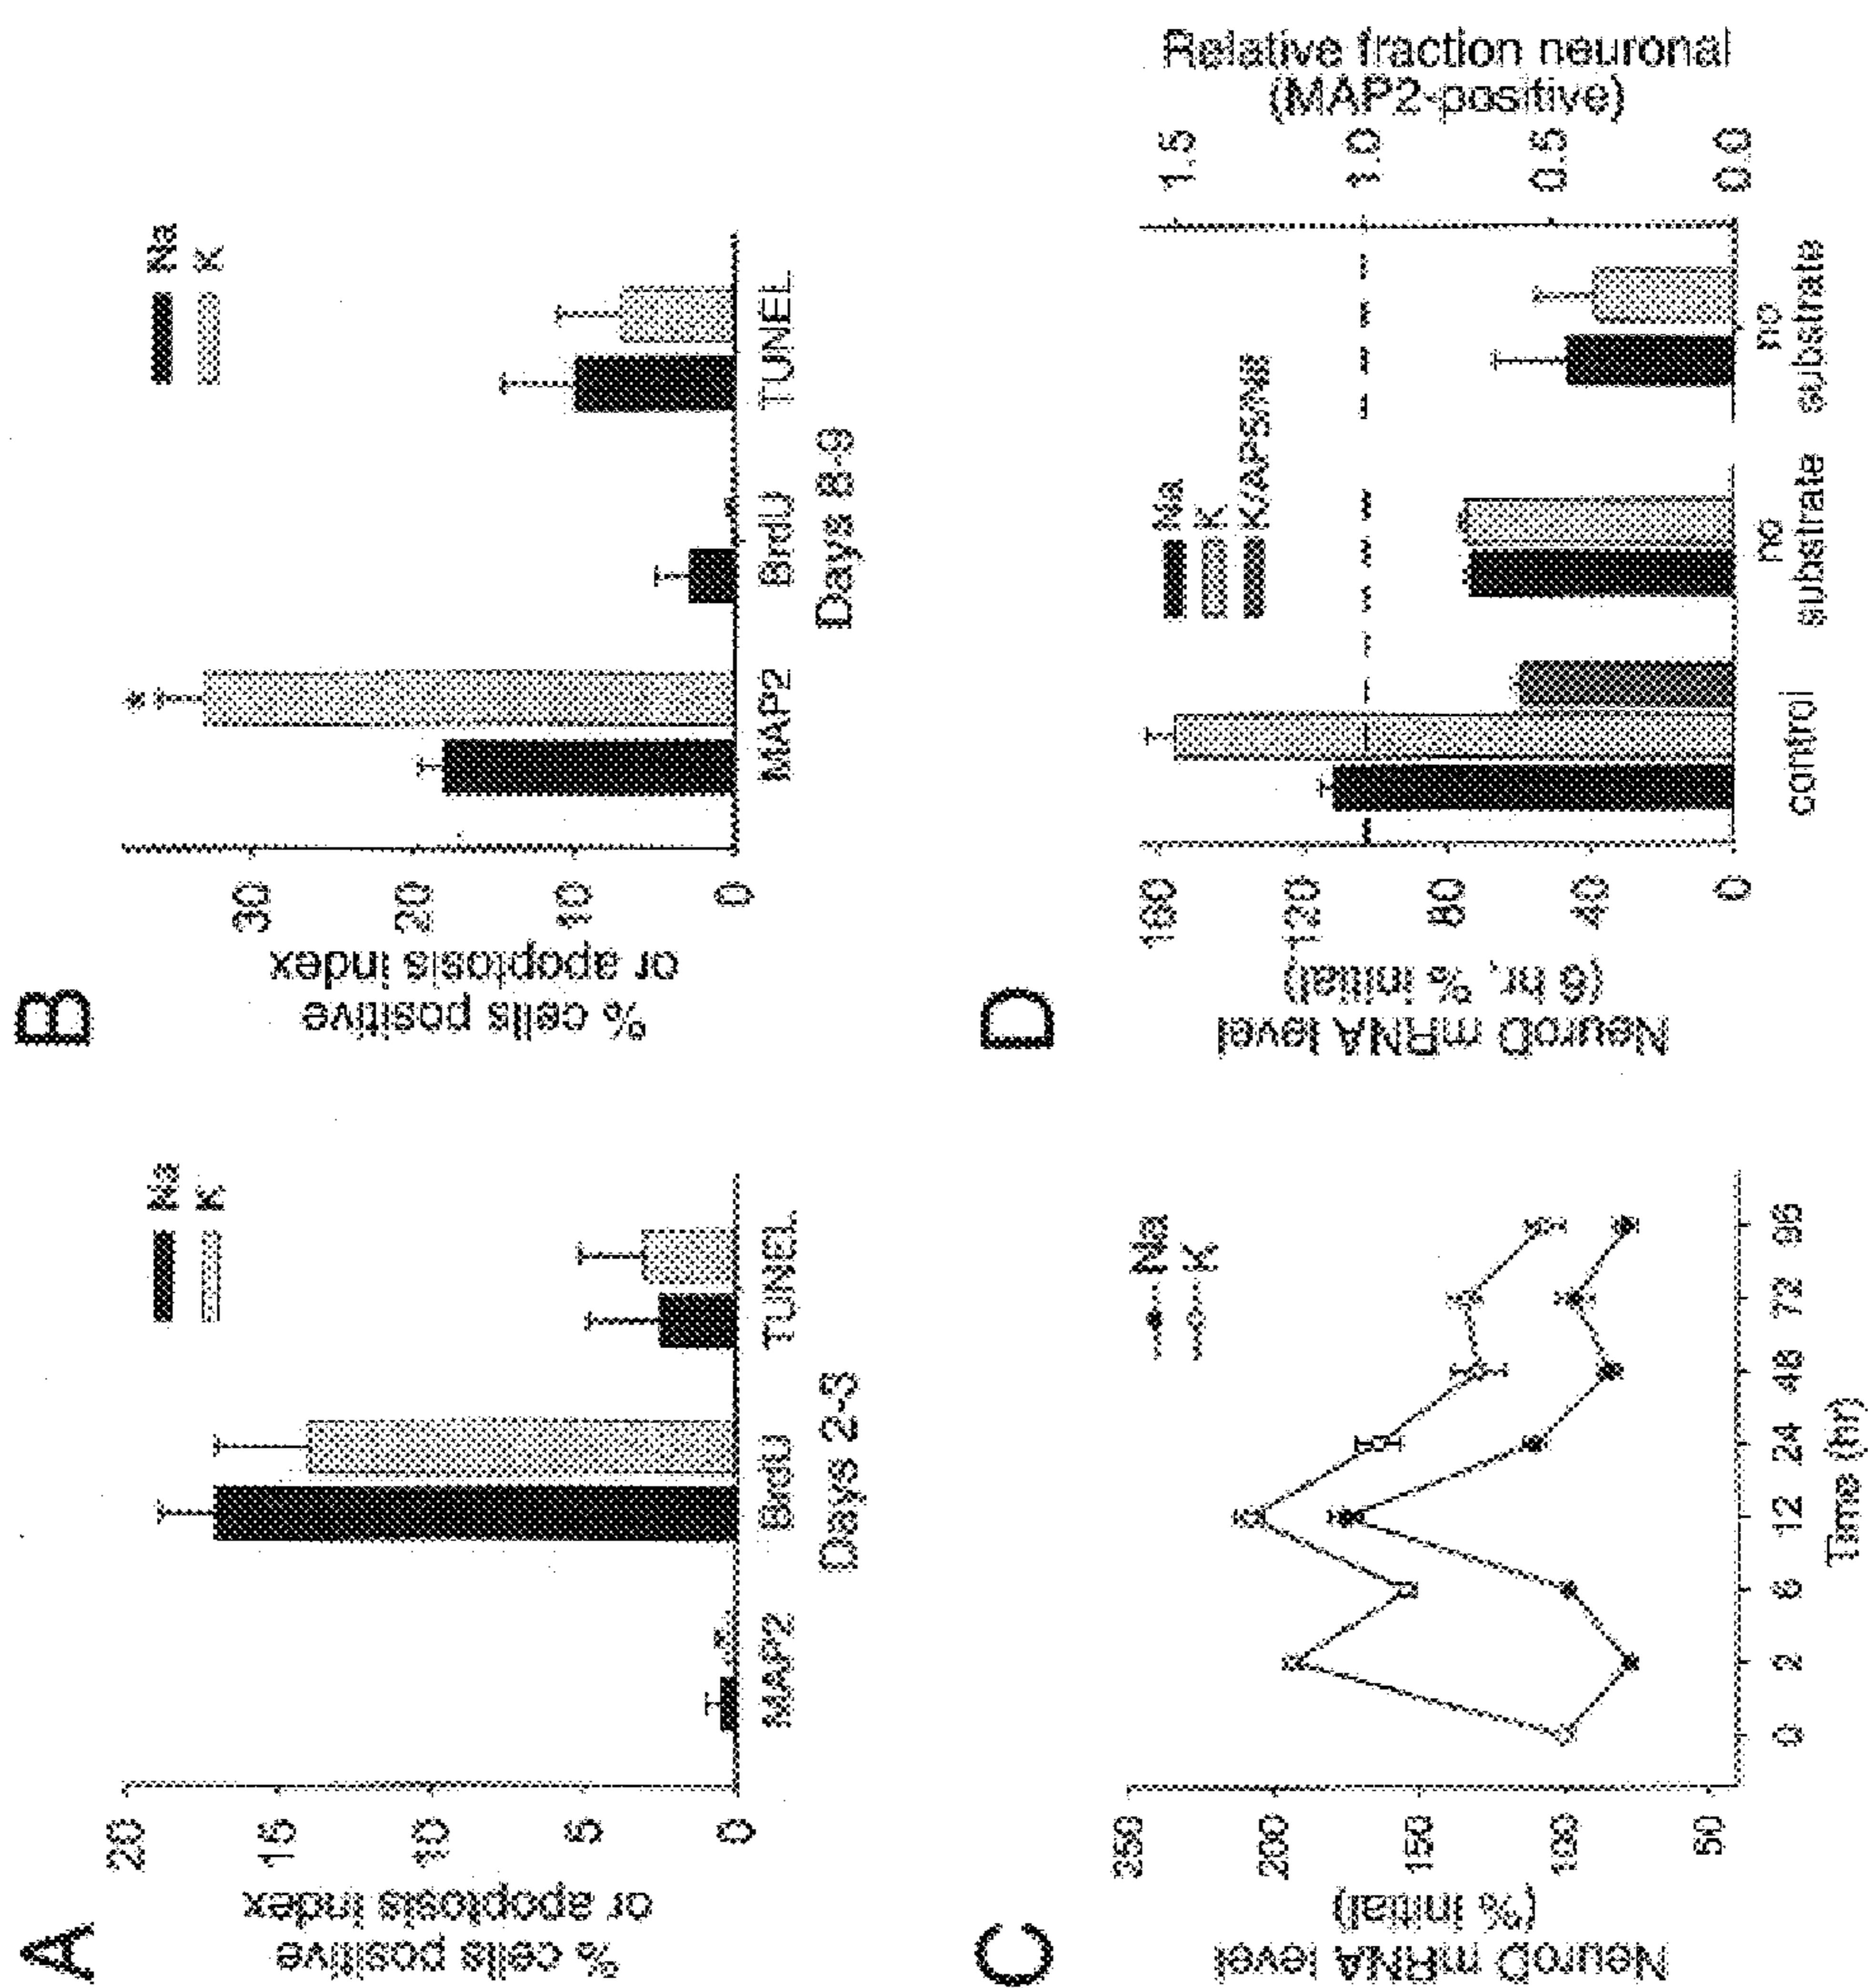 A
% cells positive
or apoptosis index
20
15
10
5
0
Na
K
MAP2
BrdU
TUNEL
Days 2-3
B
% cells positive
or apoptosis index
30
20
10
0
Na
K
MAP2
BrdU
TUNEL
Days 8-9
C
NeuroD mRNA level
(% initial)
250
200
150
100
50
Na
K
0
2
6
12
24
48
72
96
Time (hr)
D
NeuroD mRNA level
(6 hr, % initial)
160
120
80
40
0
Na
K
control
no
substrate
no
substrate
1.5
1.0
0.5
0.0
Relative fraction neuronal
(MAP2-positive)